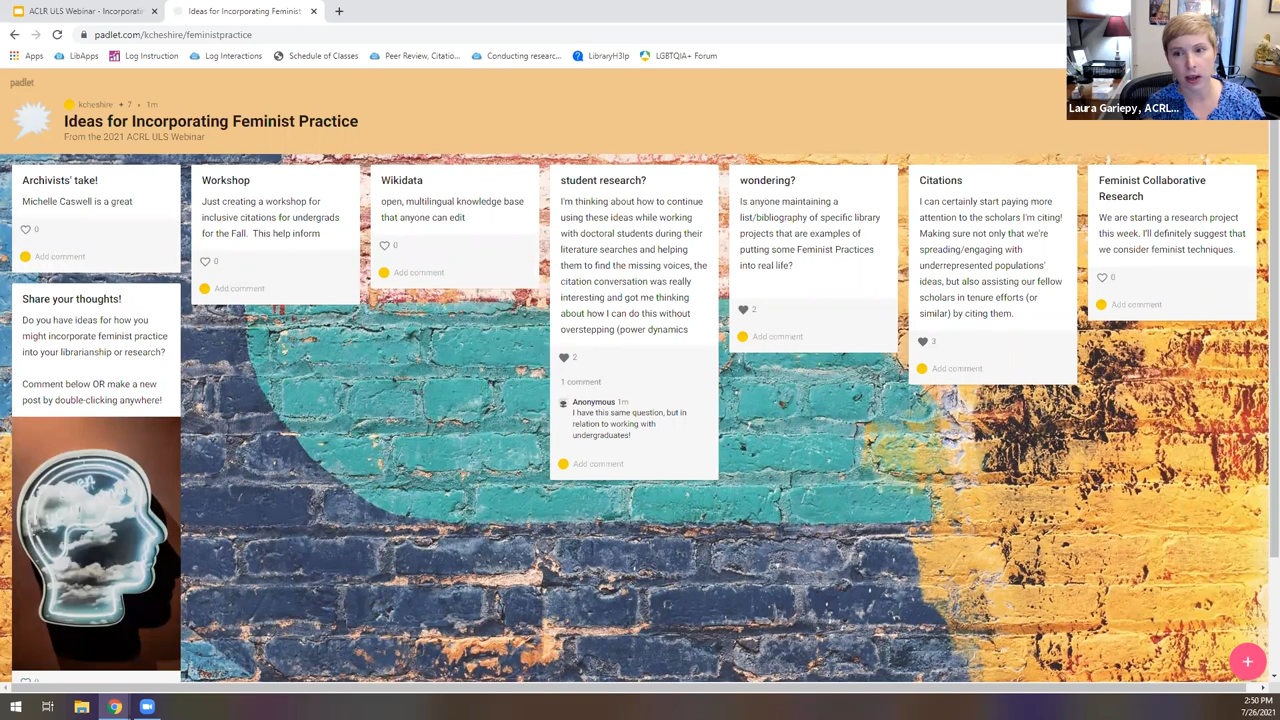 ACLR ULS Webinar - Incorporatin
Ideas for Incorporating Feminist
padlet.com/kcheshire/feministpractice
Apps
LibApps
Log Instruction
Log Interactions
Schedule of Classes
Peer Review, Citatio...
Conducting researc...
LibraryH3lp
LGBTQIA+ Forum
Laura Gariepy, ACRL...
padlet
kcheshire + 7 • 1m
Ideas for Incorporating Feminist Practice
From the 2021 ACRL ULS Webinar
Archivists' take!
Michelle Caswell is a great
0
Add comment
Share your thoughts!
Do you have ideas for how you
might incorporate feminist practice
into your librarianship or research?
Comment below OR make a new
post by double-clicking anywhere!
Workshop
Just creating a workshop for
inclusive citations for undergrads
for the Fall. This help inform
0
Add comment
Wikidata
open, multilingual knowledge base
that anyone can edit
0
Add comment
student research?
I'm thinking about how to continue
using these ideas while working
with doctoral students during their
literature searches and helping
them to find the missing voices, the
citation conversation was really
interesting and got me thinking
about how I can do this without
overstepping (power dynamics
2
1 comment
Anonymous 1m
I have this same question, but in
relation to working with
undergraduates!
Add comment
wondering?
Is anyone maintaining a
list/bibliography of specific library
projects that are examples of
putting some Feminist Practices
into real life?
2
Add comment
Citations
I can certainly start paying more
attention to the scholars I'm citing!
Making sure not only that we're
spreading/engaging with
underrepresented populations'
ideas, but also assisting our fellow
scholars in tenure efforts (or
similar) by citing them.
3
Add comment
Feminist Collaborative
Research
We are starting a research project
this week. I'll definitely suggest that
we consider feminist techniques.
0
Add comment
2:50 PM
7/26/2021